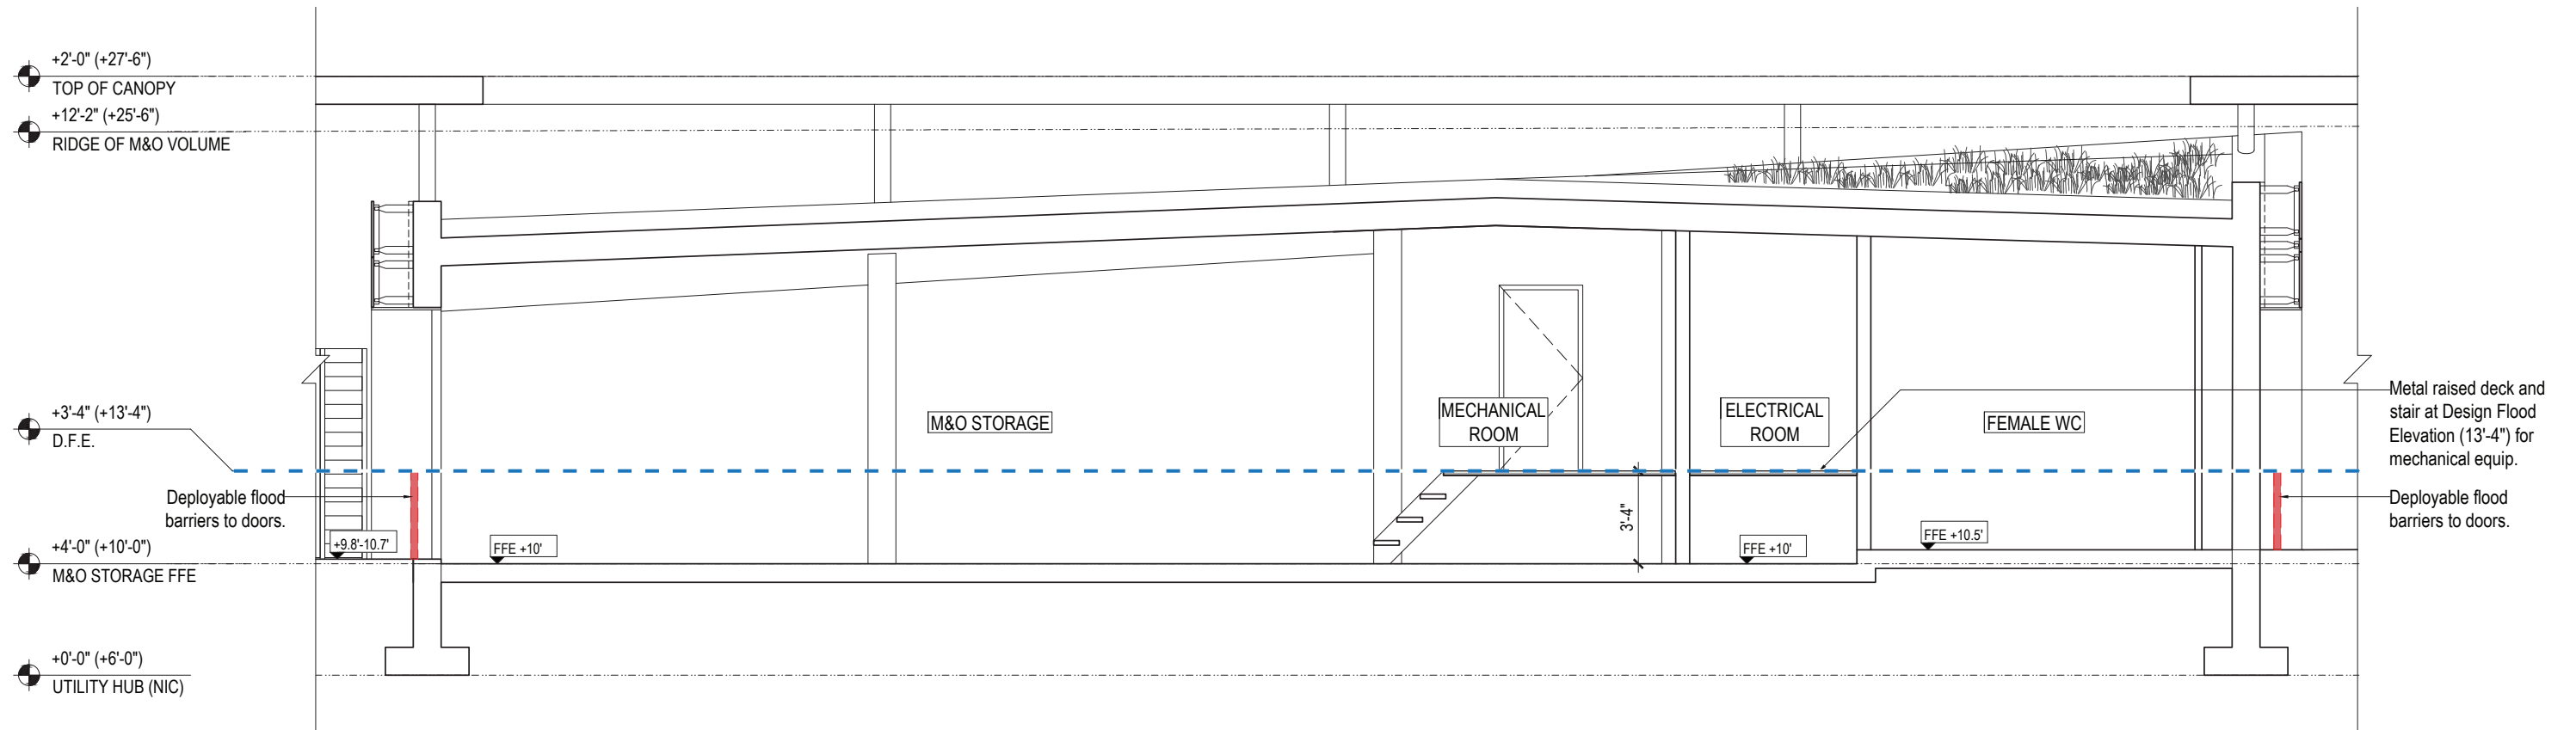 +2'-0" (+27'-6")
TOP OF CANOPY
+12'-2" (+25'-6")
RIDGE OF M&O VOLUME
+3'-4" (+13'-4")
D.F.E.
M&O STORAGE
MECHANICAL
ROOM
ELECTRICAL
ROOM
FEMALE WC
Metal raised deck and
stair at Design Flood
Elevation (13'-4") for
mechanical equip.
Deployable flood
barriers to doors.
Deployable flood
barriers to doors.
3'-4"
+9.8'-10.7'
FFE +10'
FFE +10'
FFE +10.5'
+4'-0" (+10'-0")
M&O STORAGE FFE
+0'-0" (+6'-0")
UTILITY HUB (NIC)